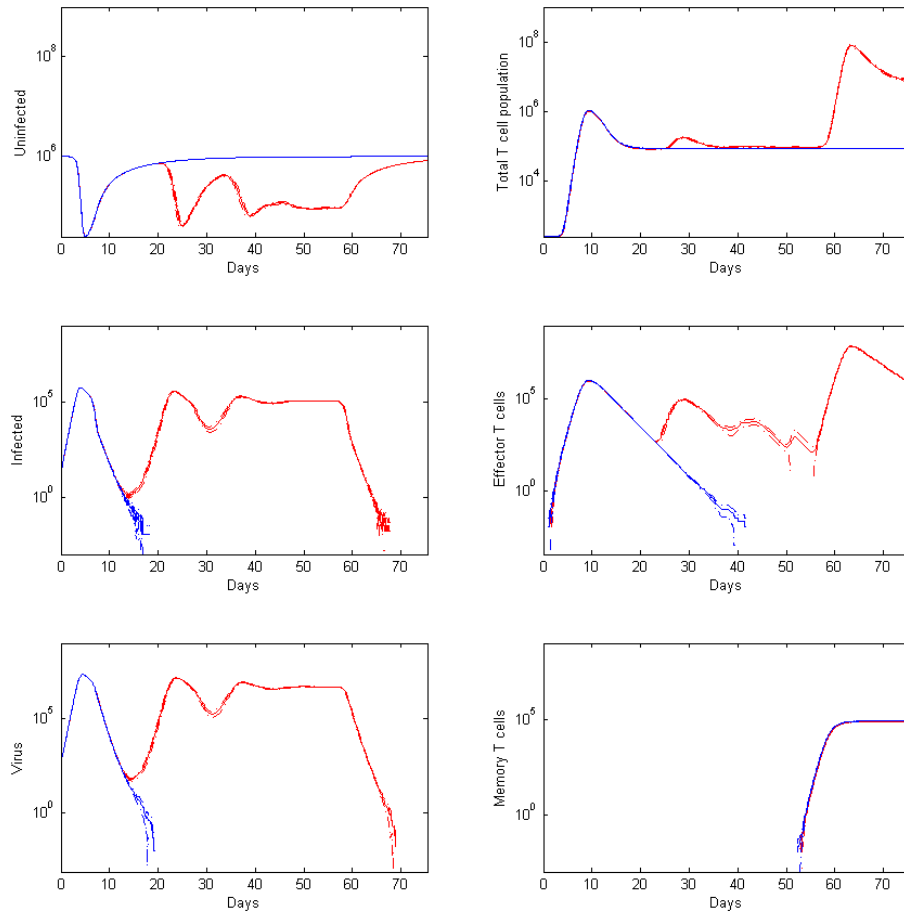 10^8
10^6
Uninfected
0 10 20 30 40 50 60 70
Days
10^8
10^6
10^4
Total T cell population
0 10 20 30 40 50 60 70
Days
10^5
10^0
Infected
0 10 20 30 40 50 60 70
Days
10^5
10^0
Effector T cells
0 10 20 30 40 50 60 70
Days
10^5
10^0
Virus
0 10 20 30 40 50 60 70
Days
10^5
10^0
Memory T cells
0 10 20 30 40 50 60 70
Days